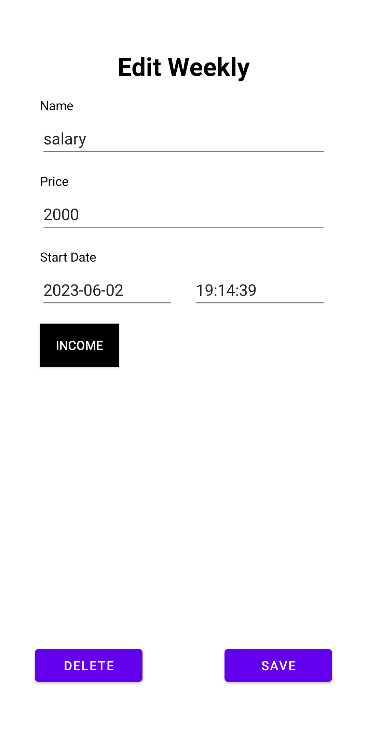 Edit Weekly
Name
salary
Price
2000
Start Date
2023-06-02 19:14:39
INCOME
DELETE SAVE